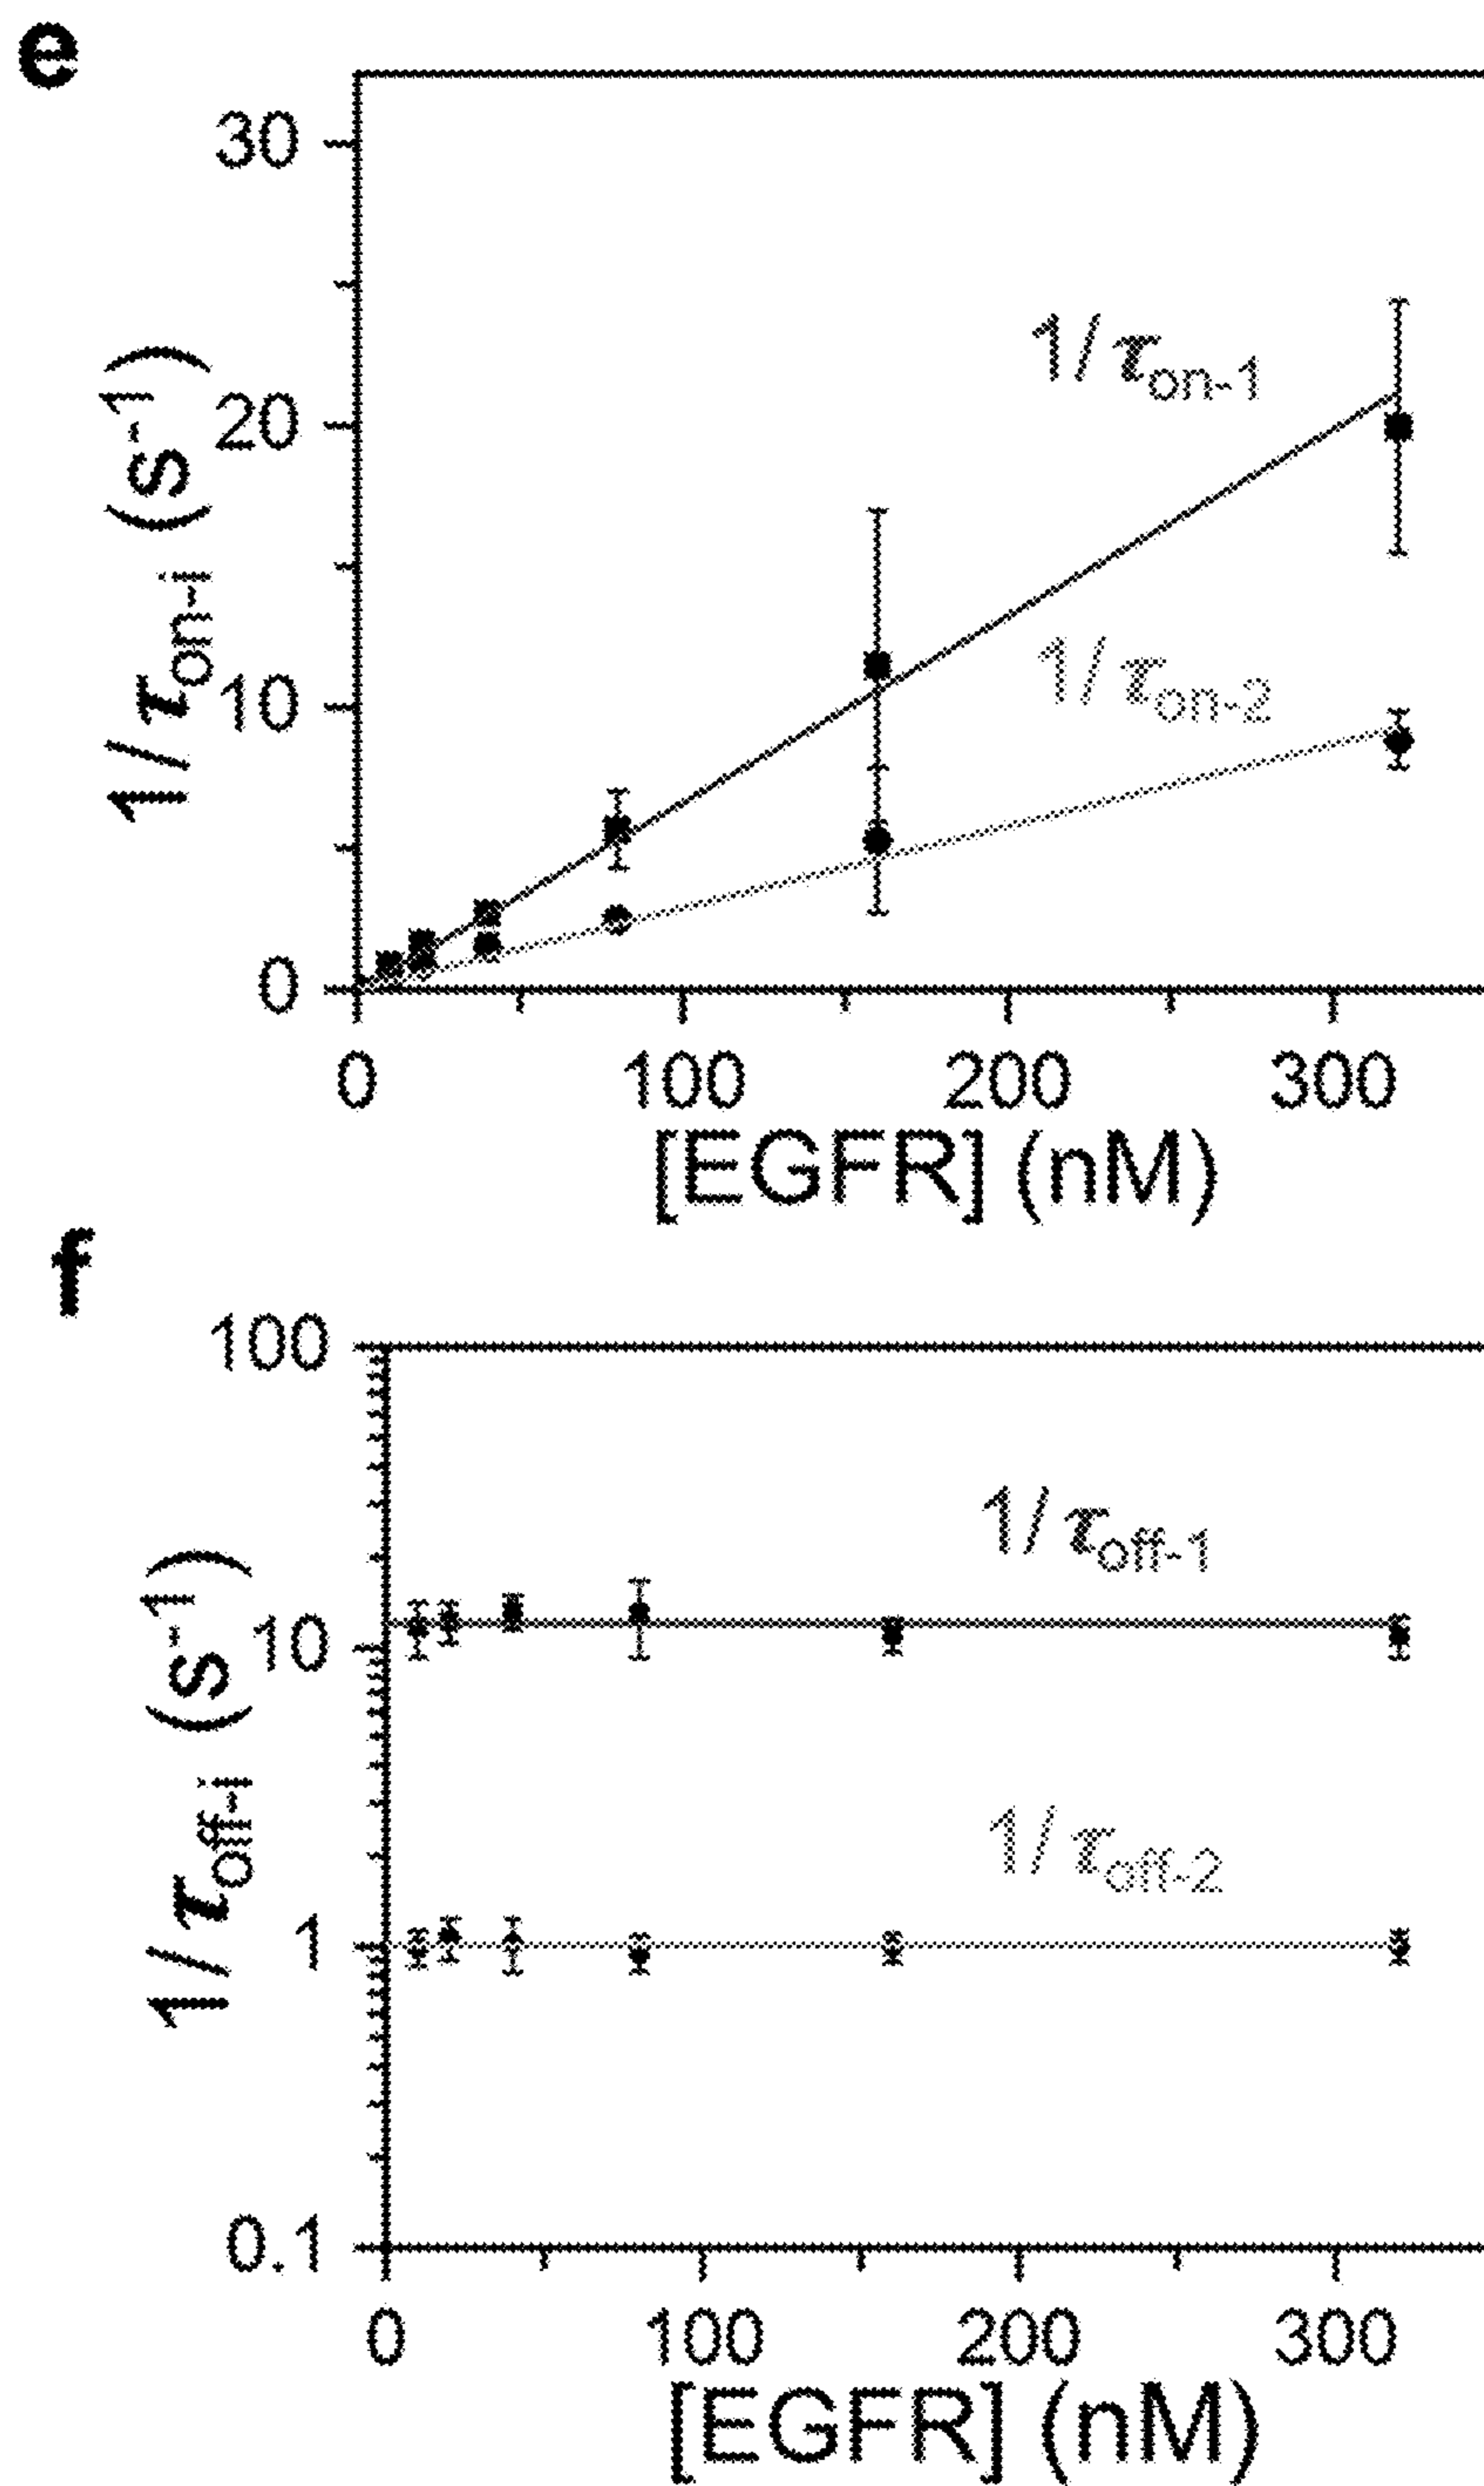 e
30
20
10
0
1/τon-i (s-1)
1/τon-1
1/τon-2
0 100 200 300
[EGFR] (nM)
f
100
10
1
0.1
1/τoff-i (s-1)
1/τoff-1
1/τoff-2
0 100 200 300
[EGFR] (nM)